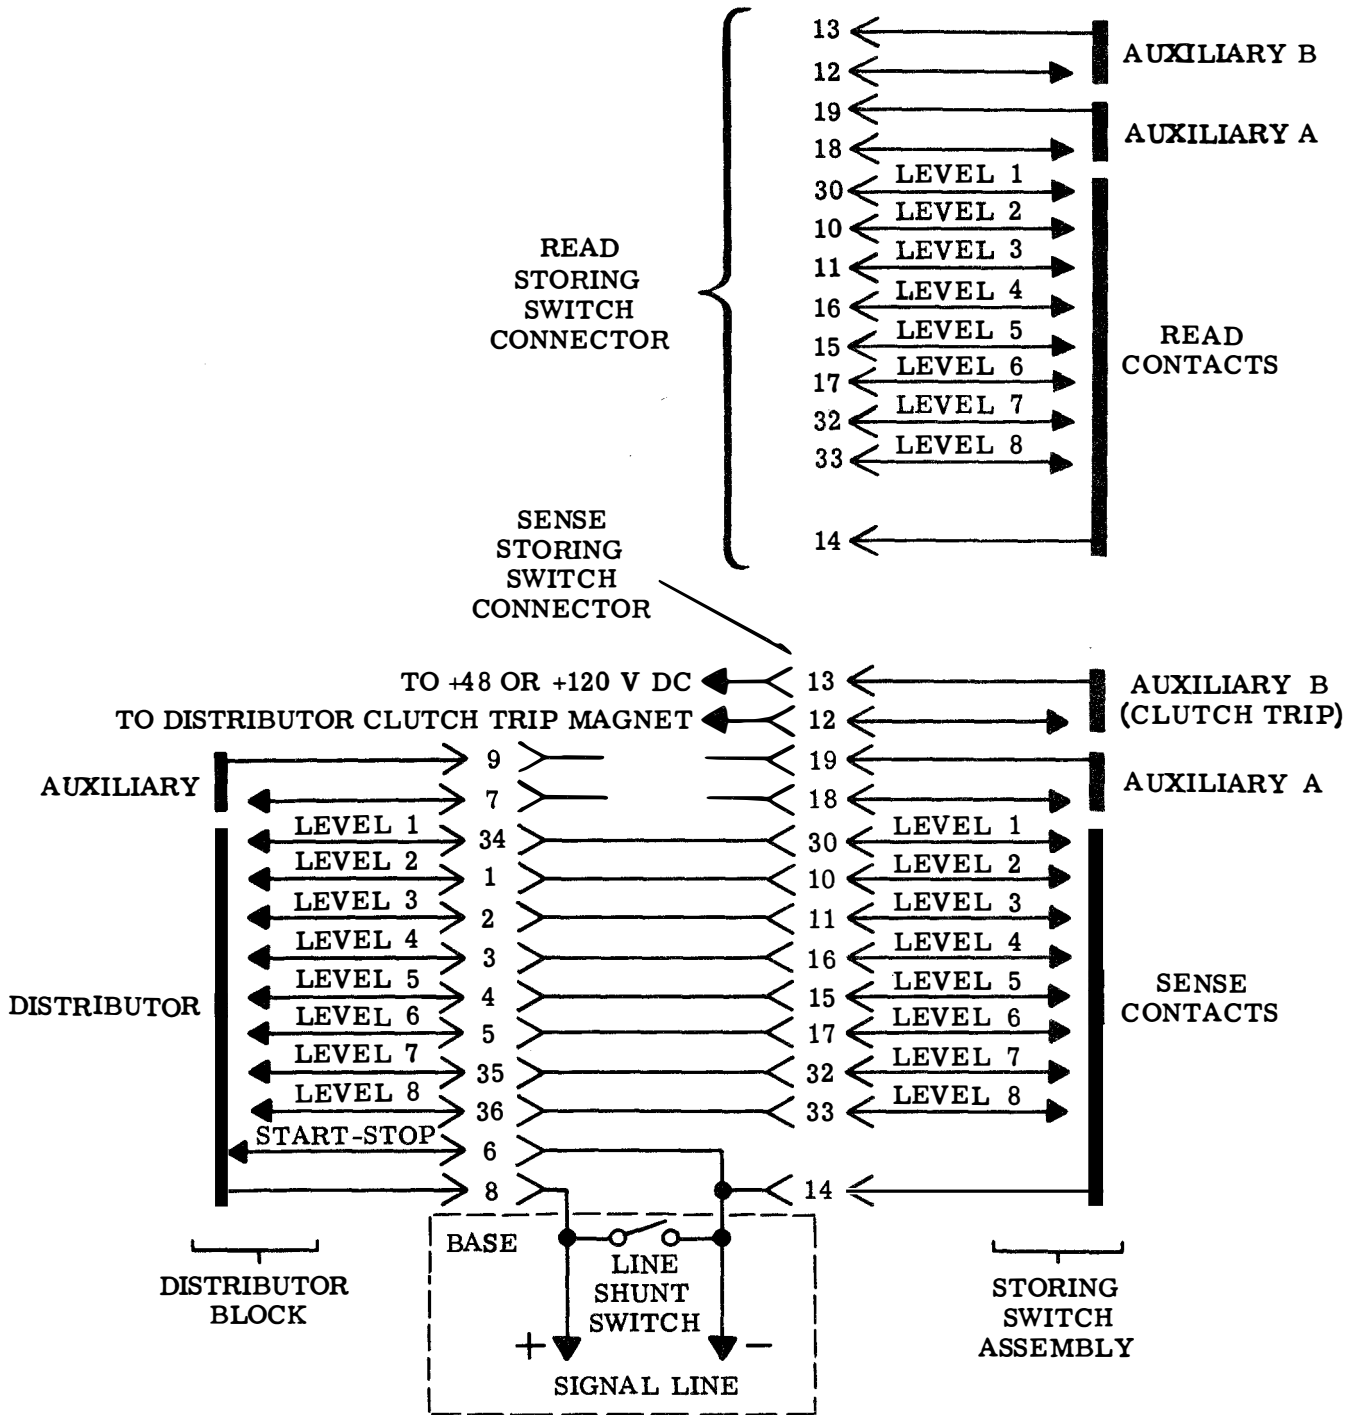 13
AUXILIARY B
12
19
AUXILIARY A
18
LEVEL 1
30
LEVEL 2
10
LEVEL 3
11
LEVEL 4
16
LEVEL 5
15
LEVEL 6
17
LEVEL 7
32
LEVEL 8
33
14
READ
STORING
SWITCH
CONNECTOR
READ
CONTACTS
SENSE
STORING
SWITCH
CONNECTOR
TO +48 OR +120 V DC 13
AUXILIARY B
(CLUTCH TRIP)
TO DISTRIBUTOR CLUTCH TRIP MAGNET 12
AUXILIARY
9 19
AUXILIARY A
7 18
LEVEL 1 34 30 LEVEL 1
LEVEL 2 1 10 LEVEL 2
LEVEL 3 2 11 LEVEL 3
LEVEL 4 3 16 LEVEL 4
LEVEL 5 4 15 LEVEL 5
LEVEL 6 5 17 LEVEL 6
LEVEL 7 35 32 LEVEL 7
LEVEL 8 36 33 LEVEL 8
START-STOP 6
8 14
DISTRIBUTOR
SENSE
CONTACTS
BASE
LINE
SHUNT
SWITCH
+ −
SIGNAL LINE
DISTRIBUTOR
BLOCK
STORING
SWITCH
ASSEMBLY